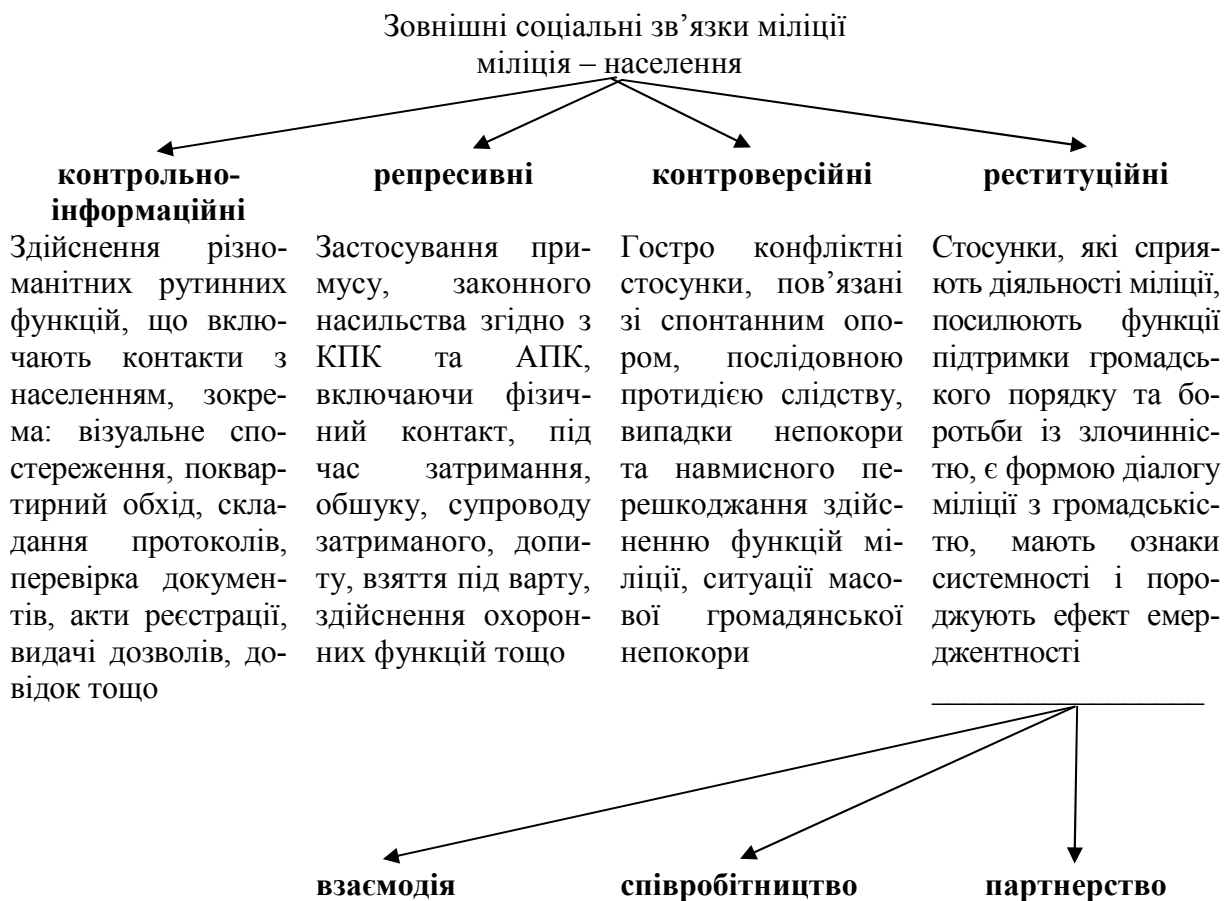 Зовнішні соціальні зв’язки міліції
міліція – населення
контрольно-
інформаційні
Здійснення різно-
манітних рутинних
функцій, що вклю-
чають контакти з
населенням, зокре-
ма: візуальне спо-
стереження, поквар-
тирний обхід, скла-
дання протоколів,
перевірка докумен-
тів, акти реєстрації,
видачі дозволів, до-
відок тощо
репресивні
Застосування при-
мусу, законного
насильства згідно з
КПК та АПК,
включаючи фізич-
ний контакт, під
час затримання,
обшуку, супроводу
затриманого, допи-
ту, взяття під варту,
здійснення охорон-
них функцій тощо
контроверсійні
Гостро конфліктні
стосунки, пов’язані
зі спонтанним опо-
ром, послідовною
протидією слідству,
випадки непокори
та навмисного пе-
решкоджання здійс-
ненню функцій мі-
ліції, ситуації масо-
вої громадянської
непокори
реституційні
Стосунки, які сприя-
ють діяльності міліції,
посилюють функції
підтримки громадсь-
кого порядку та бо-
ротьби із злочинніс-
тю, є формою діалогу
міліції з громадськіс-
тю, мають ознаки
системності і поро-
джують ефект емер-
джентності
взаємодія
співробітництво
партнерство